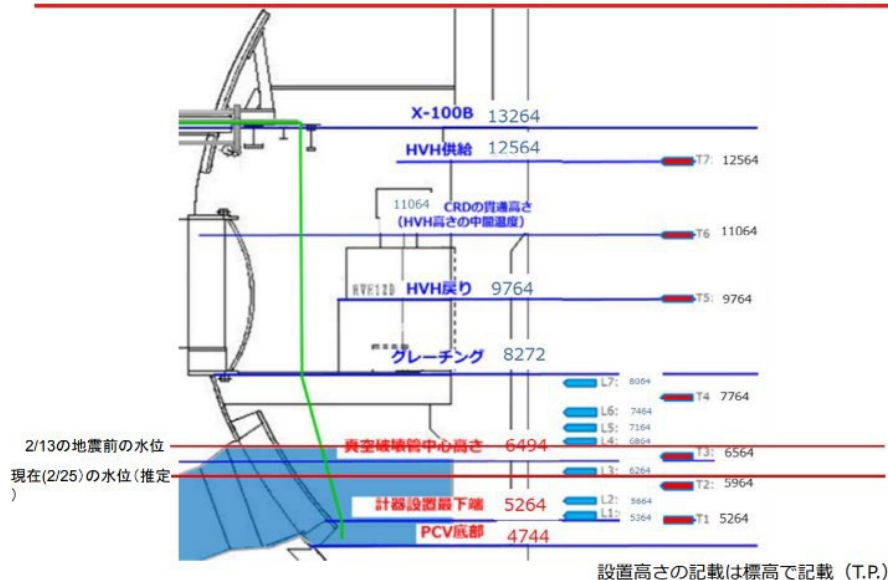 X-100B 13264
HVH供給 12564
T7: 12564
11064 CRDの貫通高さ
（HVH高さの中間温度）
T6 11064
HVH12D
HVH戻り 9764
T5: 9764
グレーチング 8272
L7: 8064
T4 7764
L6: 7464
L5: 7164
L4: 6864
2/13の地震前の水位
真空破壊管中心高さ 6494
T3: 6564
現在(2/25)の水位(推定
)
L3: 6264
T2: 5964
計器設置最下端 5264
L2: 5664
L1: 5364
T1 5264
PCV底部 4744
設置高さの記載は標高で記載（T.P.)